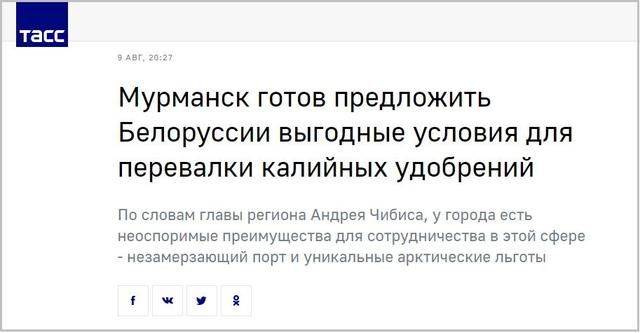 тасс
9 АВГ, 20:27
Мурманск готов предложить
Белоруссии выгодные условия для
перевалки калийных удобрений
По словам главы региона Андрея Чибиса, у города есть
неоспоримые преимущества для сотрудничества в этой сфере
- незамерзающий порт и уникальные арктические льготы